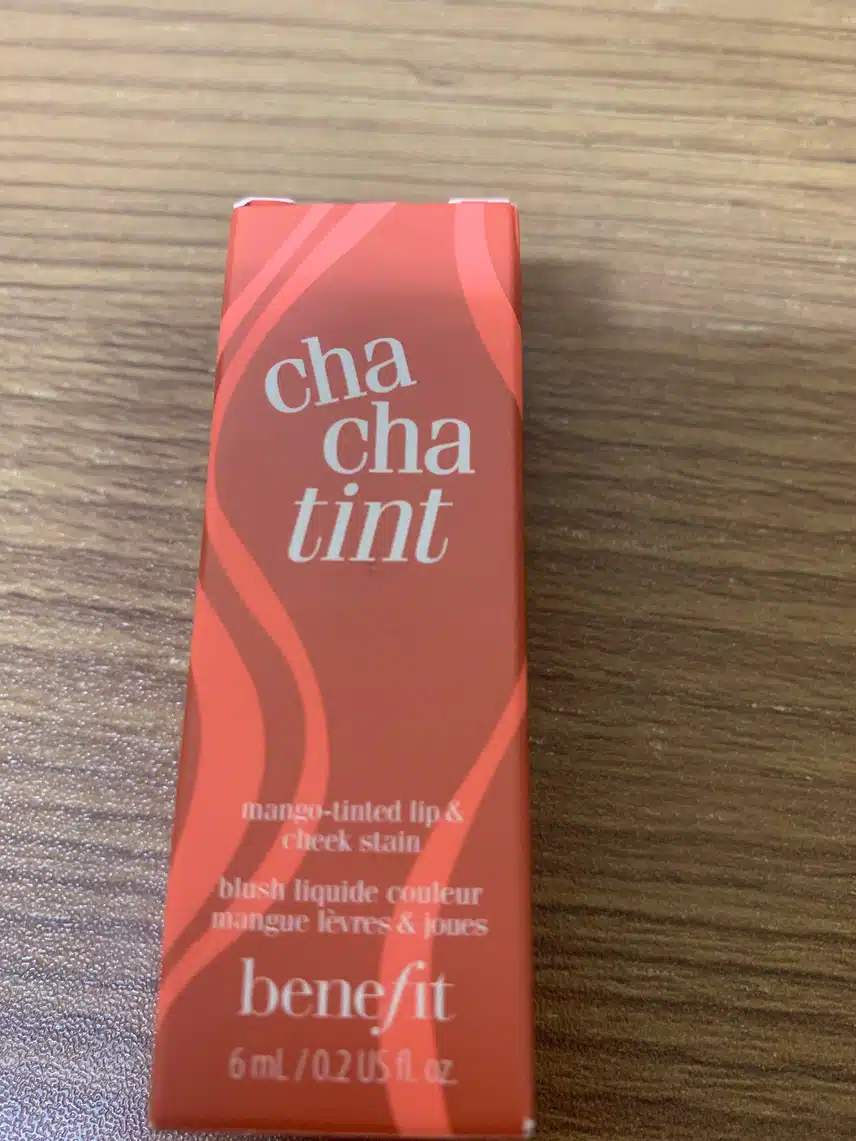 cha
cha
tint
mango-tinted lip &
cheek stain
blush liquide couleur
mangue lèvres & joues
benefit
6 mL / 0.2 US fl. oz.